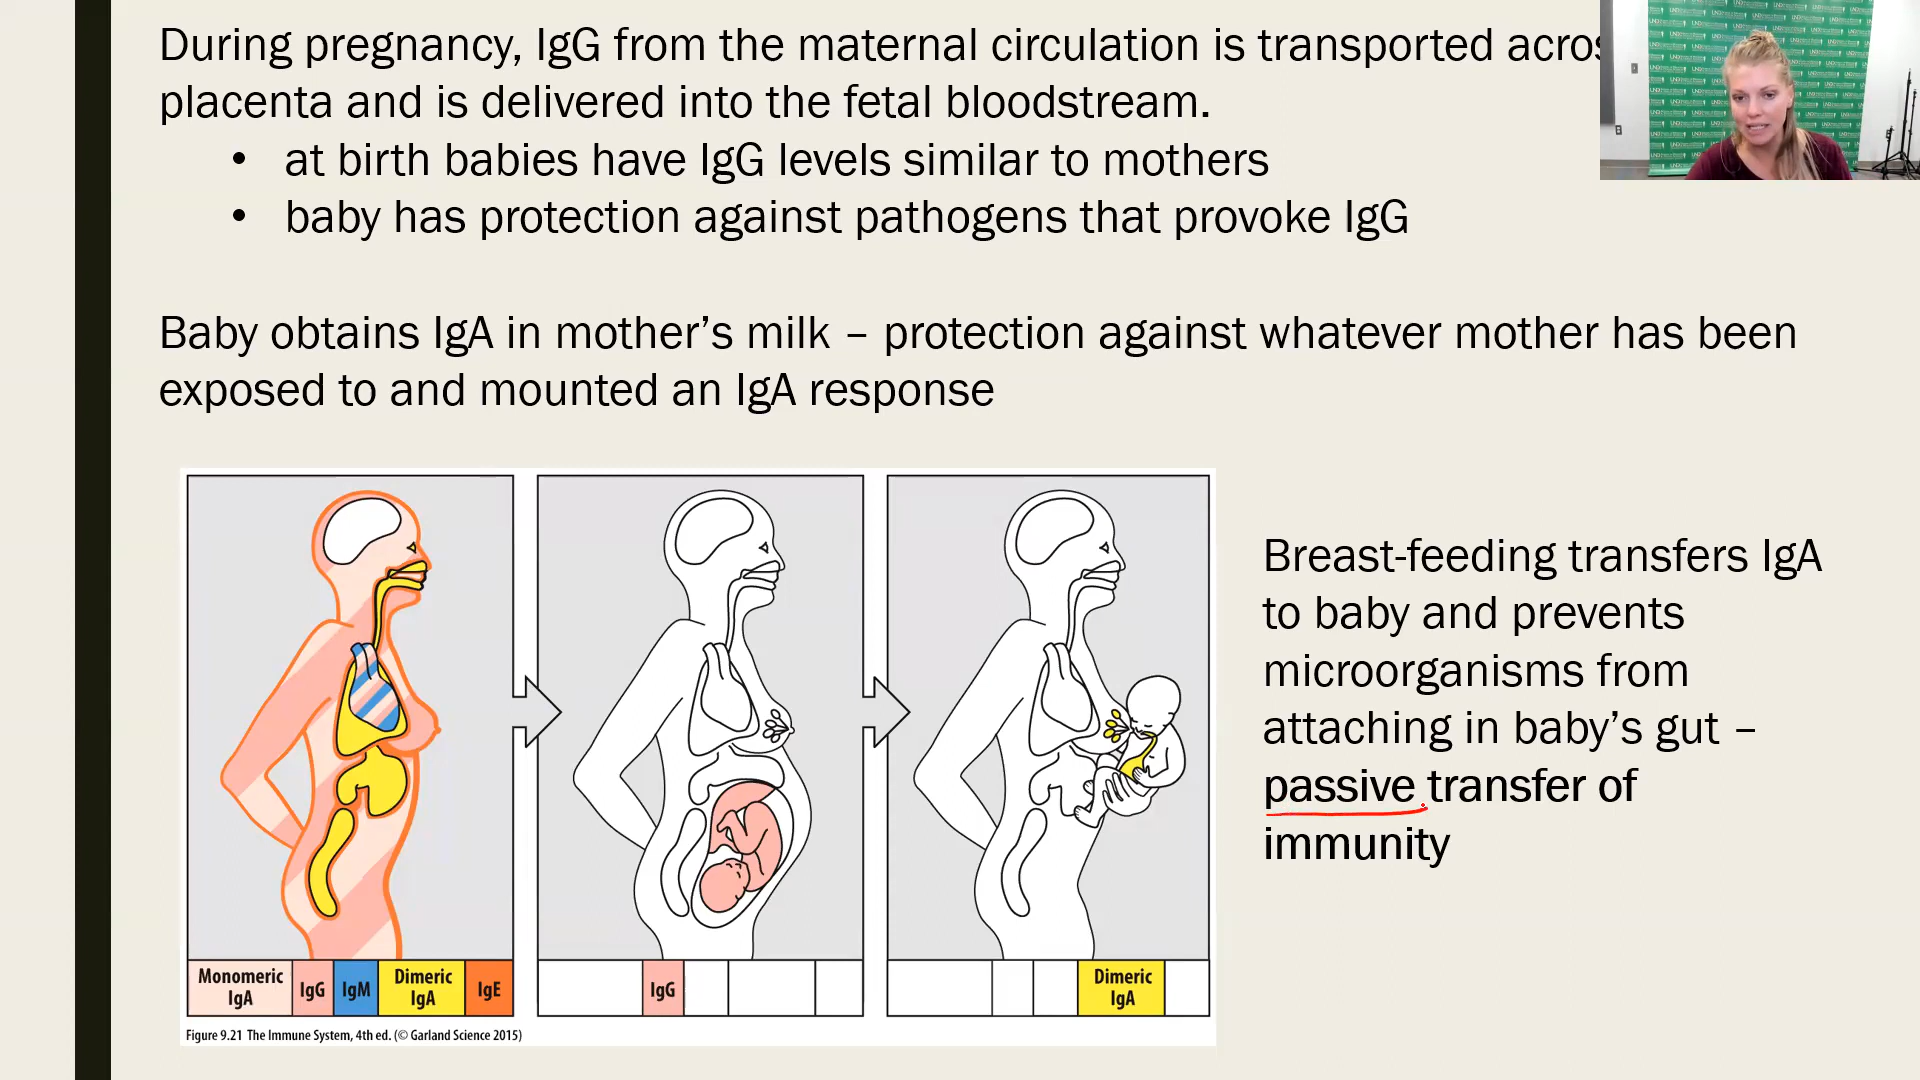 During pregnancy, IgG from the maternal circulation is transported
placenta and is delivered into the fetal bloodstream.
• at birth babies have IgG levels similar to mothers
• baby has protection against pathogens that provoke IgG
Baby obtains IgA in mother’s milk – protection against whatever mother has been
exposed to and mounted an IgA response
Breast-feeding transfers IgA
to baby and prevents
microorganisms from
attaching in baby’s gut –
passive transfer of
immunity
Monomeric
IgA
IgG
IgM
Dimeric
IgA
IgE
IgG
Dimeric
IgA
Figure 9.21 The Immune System, 4th ed. (© Garland Science 2015)